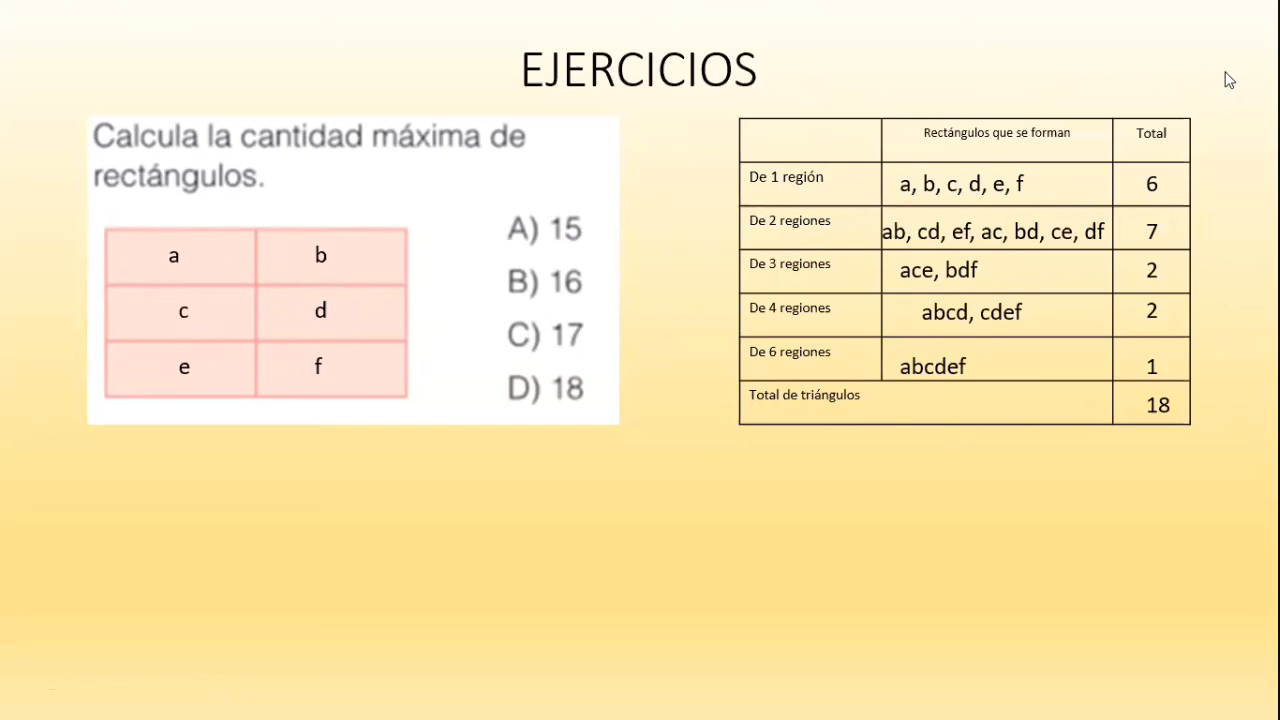 EJERCICIOS
Calcula la cantidad máxima de
rectángulos.
a b
c d
e f
A) 15
B) 16
C) 17
D) 18
Rectángulos que se forman Total
De 1 región a, b, c, d, e, f 6
De 2 regiones ab, cd, ef, ac, bd, ce, df 7
De 3 regiones ace, bdf 2
De 4 regiones abcd, cdef 2
De 6 regiones abcdef 1
Total de triángulos 18